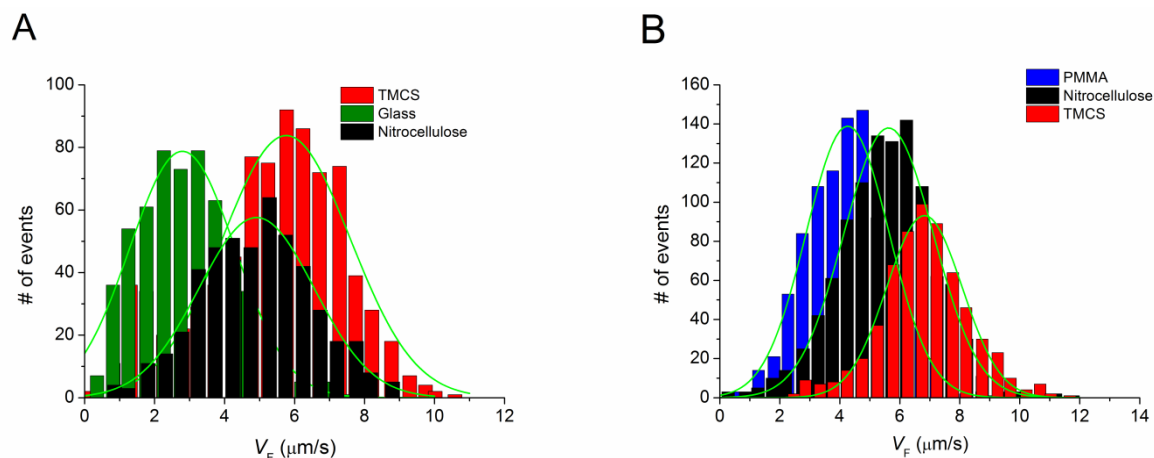 A
100
80
60
40
20
0
# of events
TMCS
Glass
Nitrocellulose
0 2 4 6 8 10 12
V_F (μm/s)
B
160
140
120
100
80
60
40
20
0
# of events
PMMA
Nitrocellulose
TMCS
0 2 4 6 8 10 12 14
V_F (μm/s)